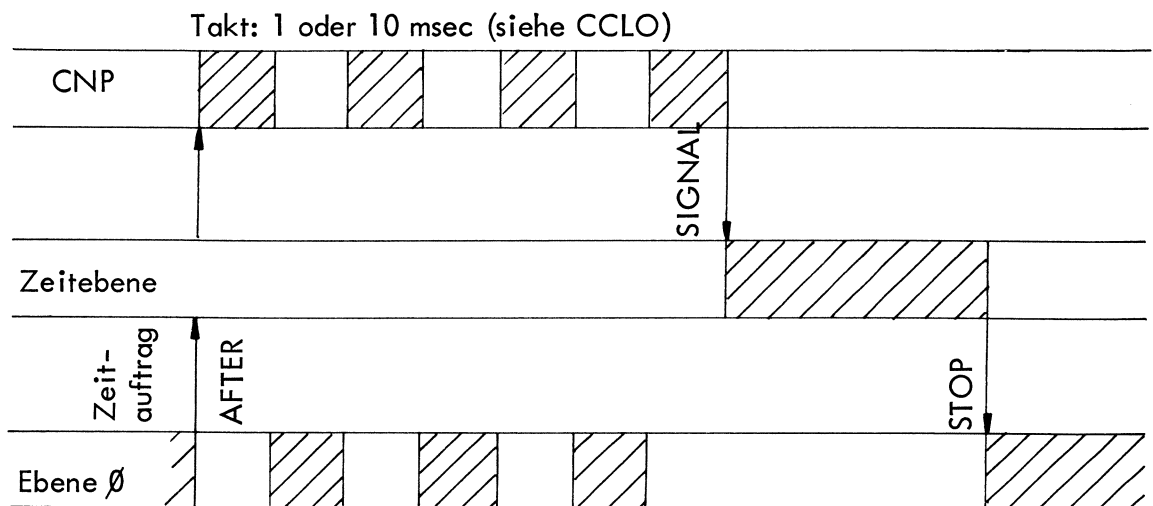 Takt: 1 oder 10 msec (siehe CCLO)
CNP
SIGNAL
Zeitebene
Zeit-
auftrag
AFTER
STOP
Ebene Ø